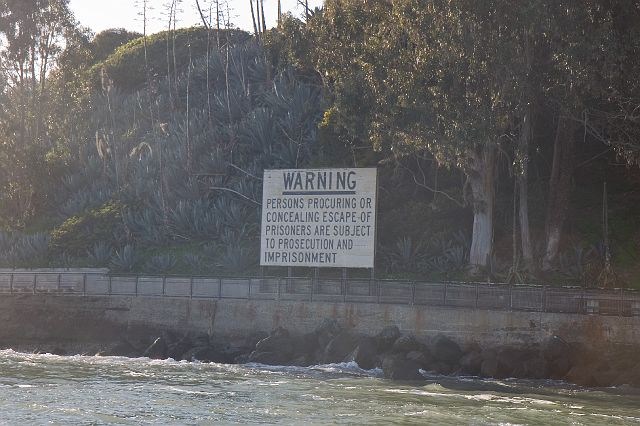 WARNING
PERSONS PROCURING OR
CONCEALING ESCAPE OF
PRISONERS ARE SUBJECT
TO PROSECUTION AND
IMPRISONMENT